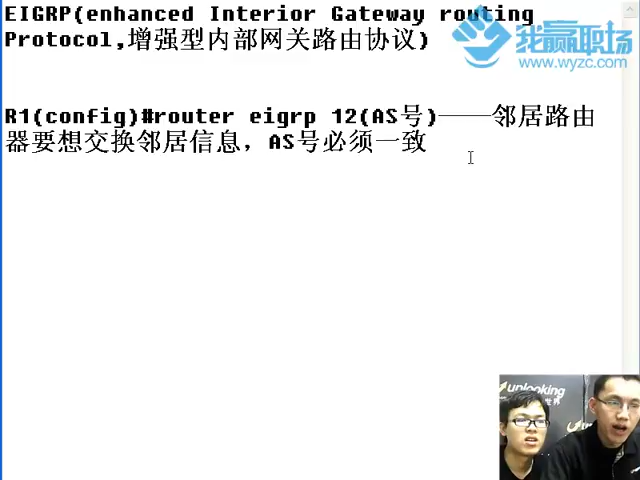 EIGRP(enhanced Interior Gateway routing
Protocol,增强型内部网关路由协议)
我赢职场
www.wyzc.com
R1(config)#router eigrp 12(AS号)——邻居路由
器要想交换邻居信息，AS号必须一致
uplooking